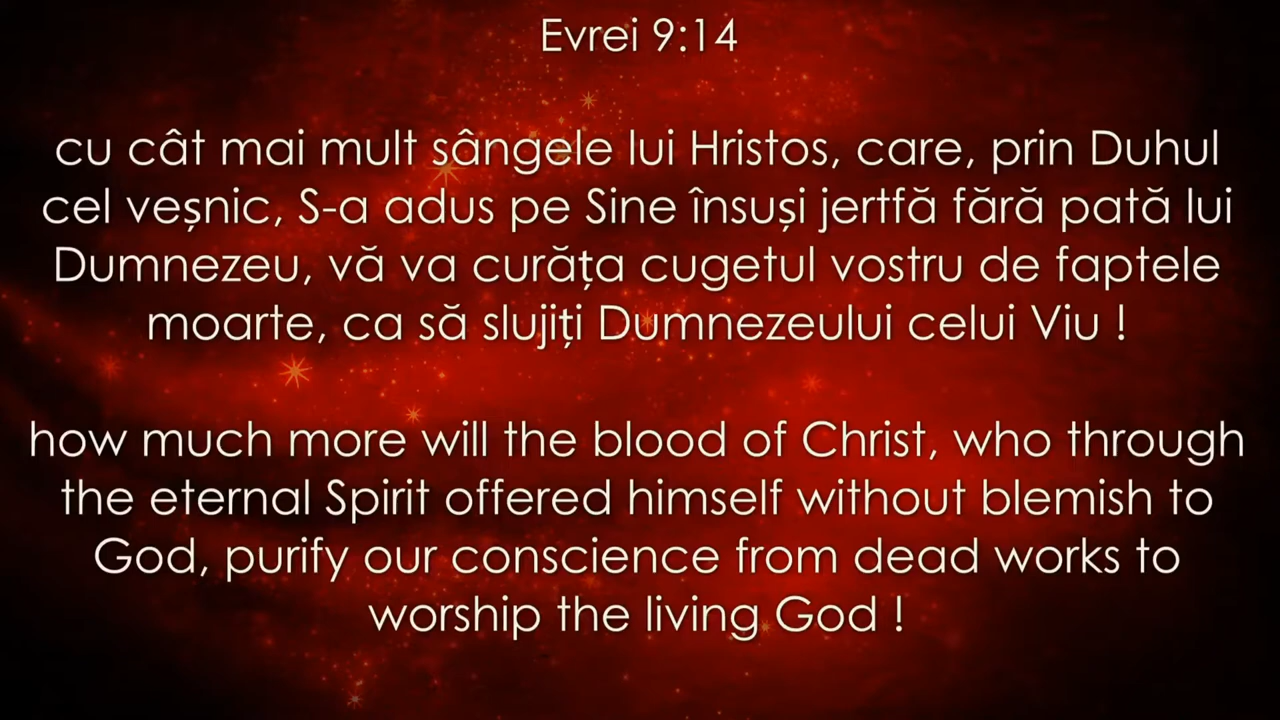 Evrei 9:14
cu cât mai mult sângele lui Hristos, care, prin Duhul
cel veșnic, S-a adus pe Sine însuși jertfă fără pată lui
Dumnezeu, vă va curăța cugetul vostru de faptele
moarte, ca să slujiți Dumnezeului celui Viu !
how much more will the blood of Christ, who through
the eternal Spirit offered himself without blemish to
God, purify our conscience from dead works to
worship the living God !